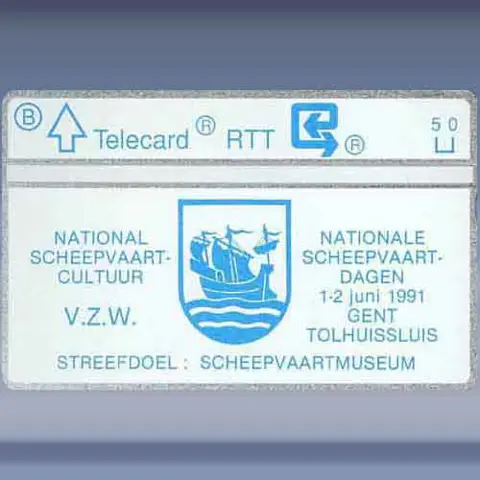 B Telecard ® RTT ® 50
NATIONAL
SCHEEPVAART-
CULTUUR
V.Z.W.
NATIONALE
SCHEEPVAART-
DAGEN
1-2 juni 1991
GENT
TOLHUISSLUIS
STREEFDOEL : SCHEEPVAARTMUSEUM